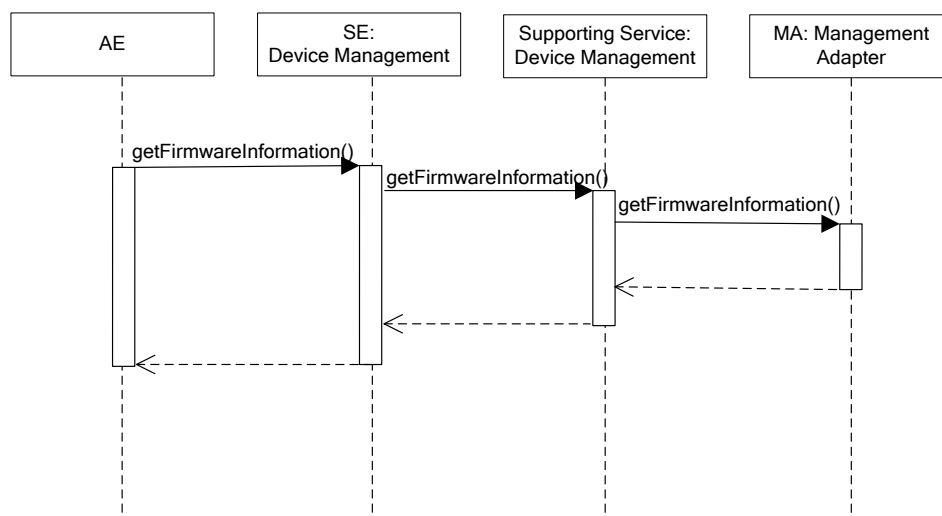 AE
SE:
Device Management
Supporting Service:
Device Management
MA: Management
Adapter
getFirmwareInformation()
getFirmwareInformation()
getFirmwareInformation()